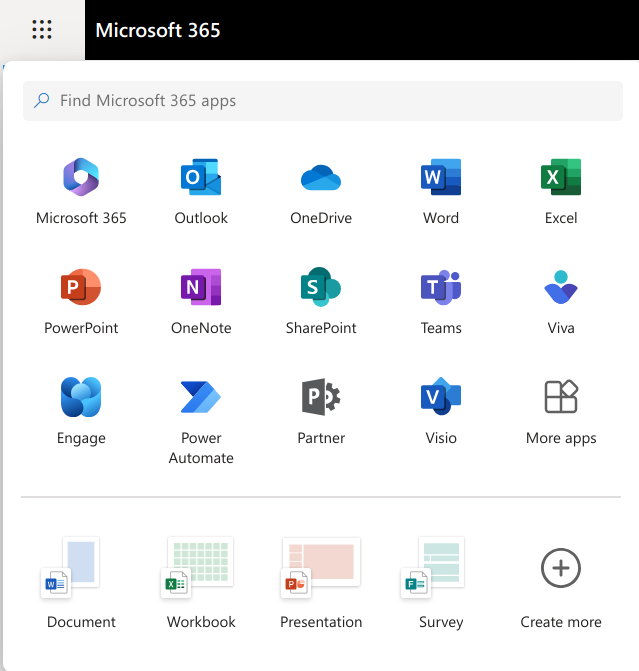 Microsoft 365
Find Microsoft 365 apps
Microsoft 365
Outlook
OneDrive
Word
Excel
PowerPoint
OneNote
SharePoint
Teams
Viva
Engage
Power
Automate
Partner
Visio
More apps
Document
Workbook
Presentation
Survey
Create more